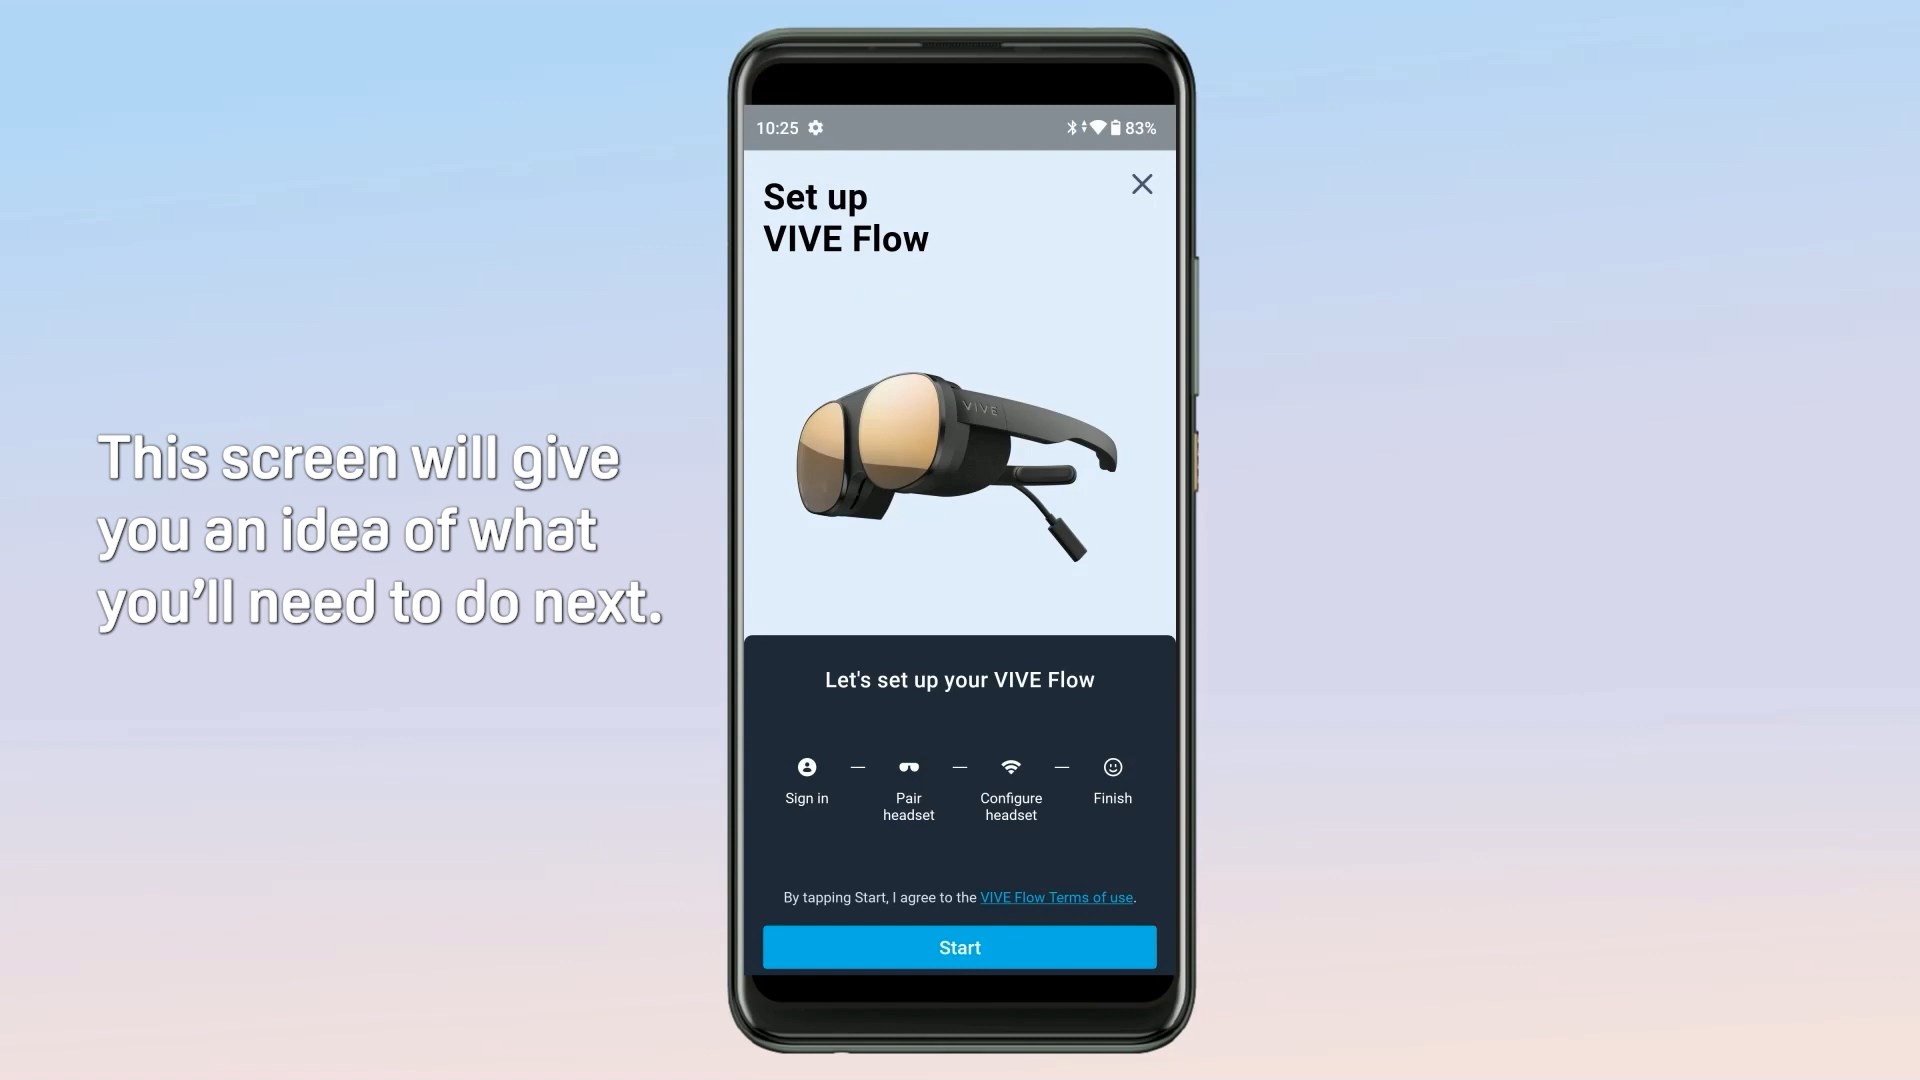 This screen will give
you an idea of what
you'll need to do next.
10:25
83%
Set up
VIVE Flow
VIVE
Let's set up your VIVE Flow
Sign in
Pair
headset
Configure
headset
Finish
By tapping Start, I agree to the VIVE Flow Terms of use.
Start